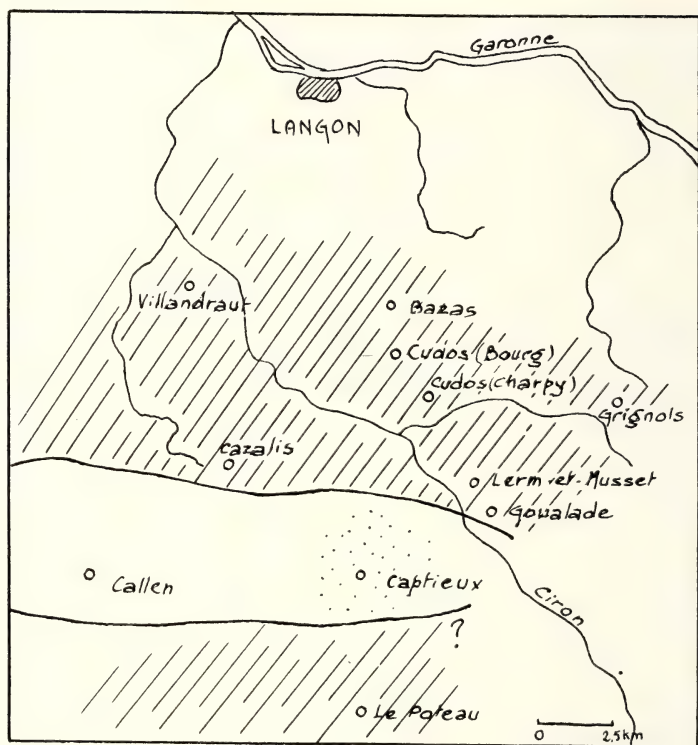 Garonne
LANGON
Villandraut
Bazas
Cudos (Bourg)
Cudos (Charpy)
Grignols
Cazalis
Lerm-et-Musset
Goualade
Callen
Captieux
Ciron
?
Le Poteau
0 2,5 km